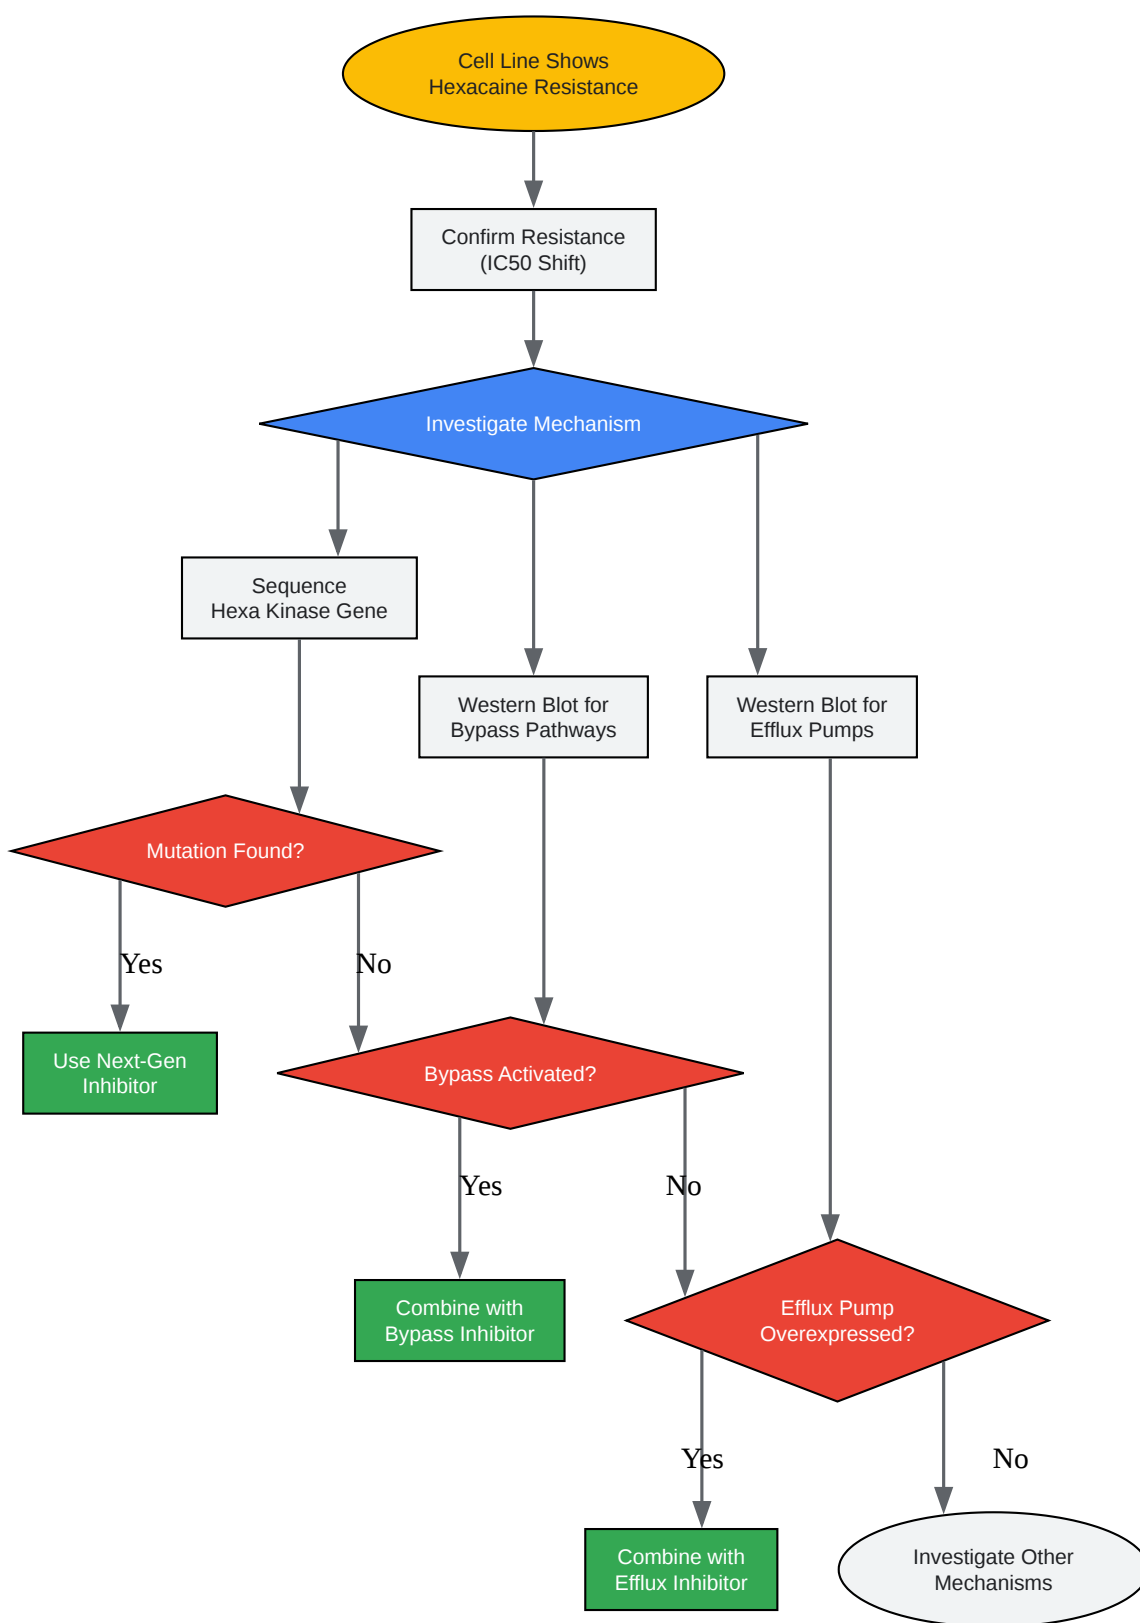 Cell Line Shows
Hexacaine Resistance
Confirm Resistance
(IC50 Shift)
Investigate Mechanism
Sequence
Hexa Kinase Gene
Western Blot for
Bypass Pathways
Western Blot for
Efflux Pumps
Mutation Found?
Yes
No
Use Next-Gen
Inhibitor
Bypass Activated?
Yes
No
Combine with
Bypass Inhibitor
Efflux Pump
Overexpressed?
Yes
No
Combine with
Efflux Inhibitor
Investigate Other
Mechanisms